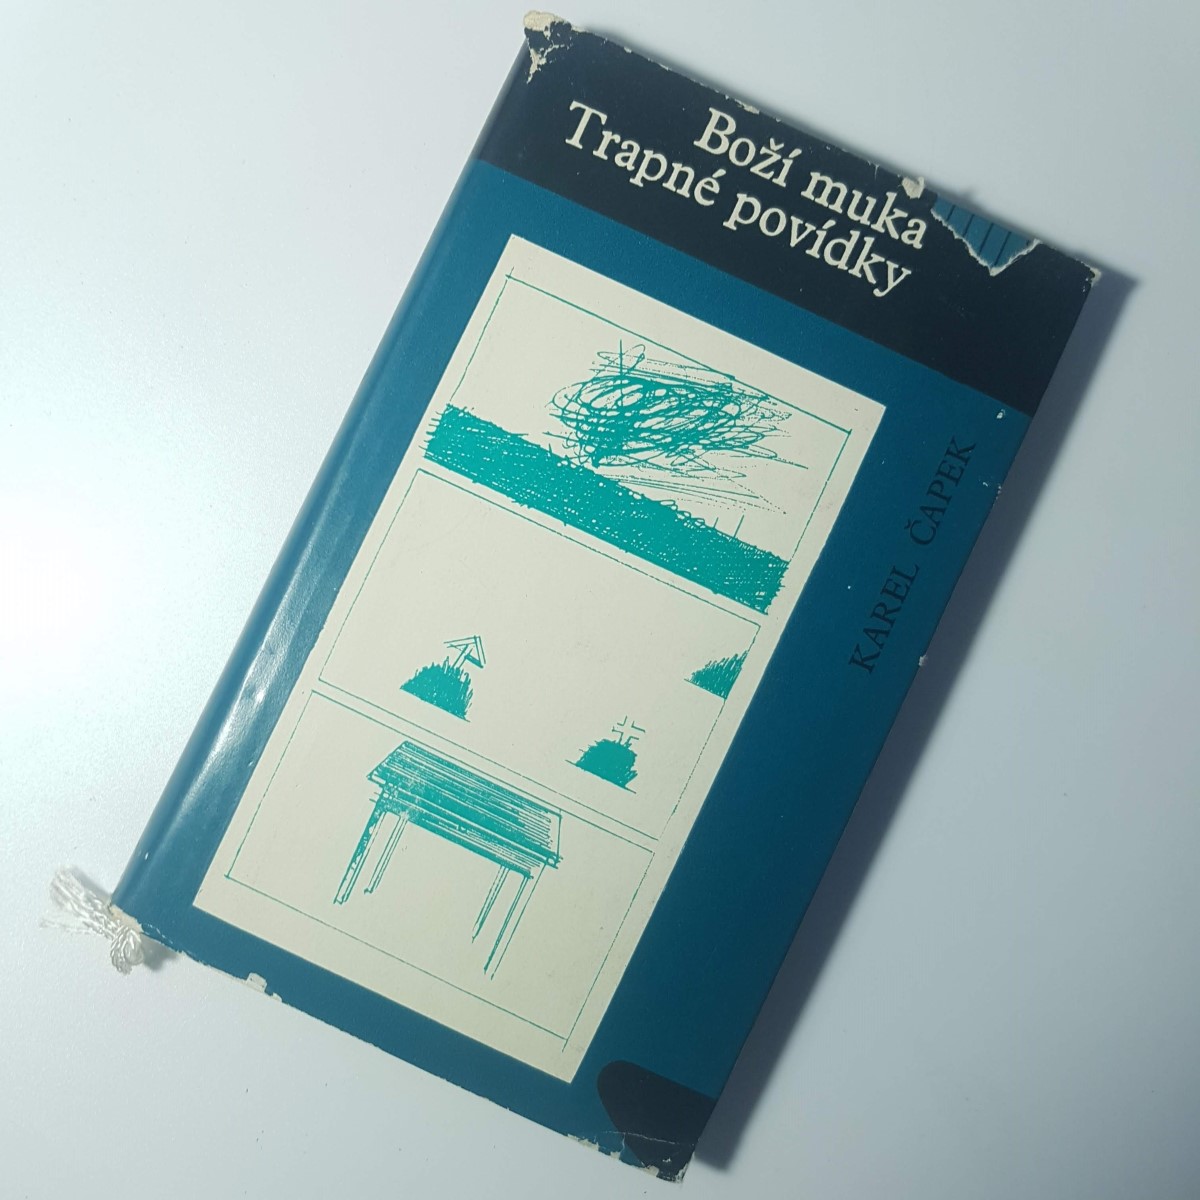 Boží muka
Trapné povídky
KAREL ČAPEK